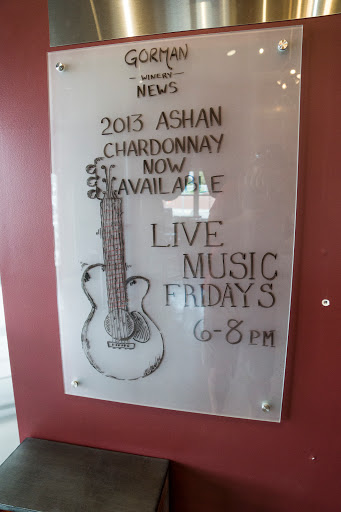 GORMAN
- WINERY -
NEWS
2013 ASHAN
CHARDONNAY
NOW
AVAILABLE
LIVE
MUSIC
FRIDAYS
6-8 PM